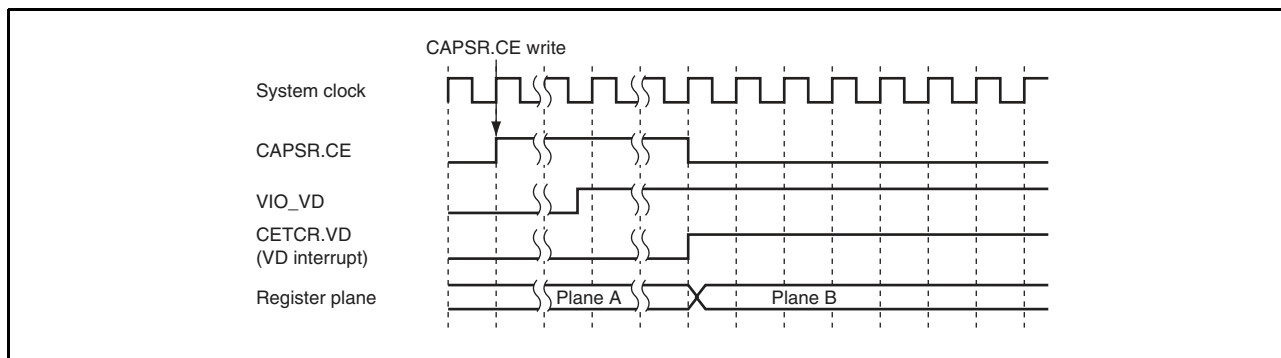 CAPSR.CE write
System clock
CAPSR.CE
VIO_VD
CETCR.VD
(VD interrupt)
Register plane
Plane A
Plane B